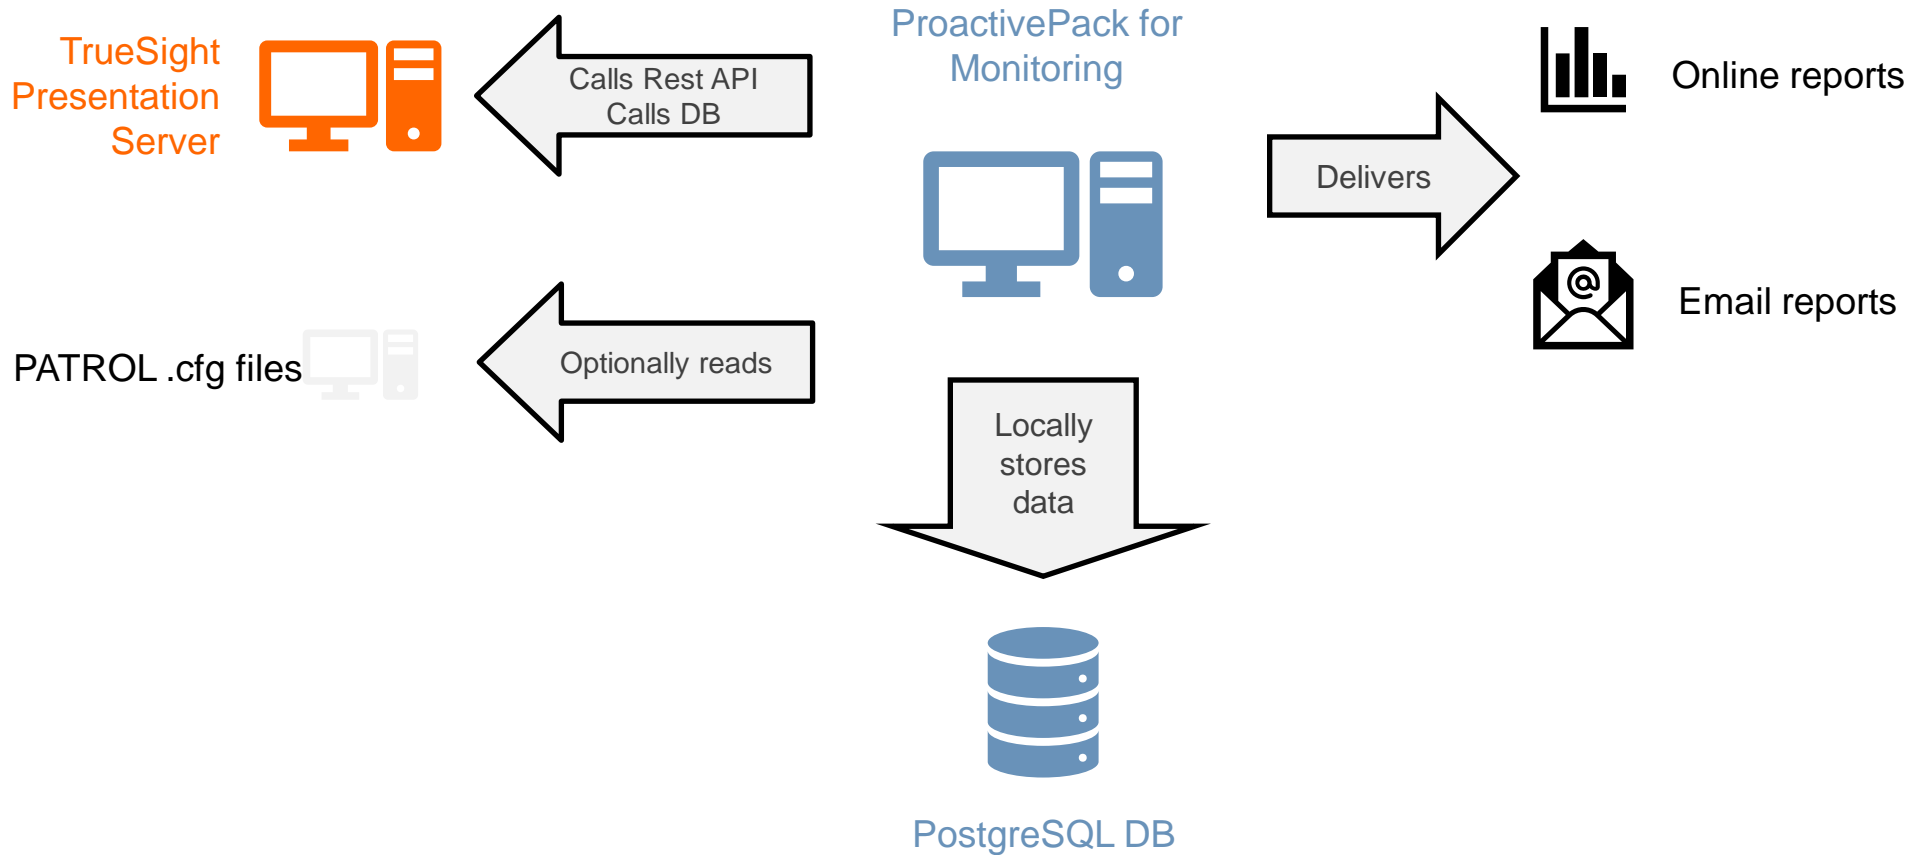 TrueSight
Presentation
Server
Calls Rest API
Calls DB
ProactivePack for
Monitoring
Delivers
Online reports
@
Email reports
PATROL .cfg files
Optionally reads
Locally
stores
data
PostgreSQL DB